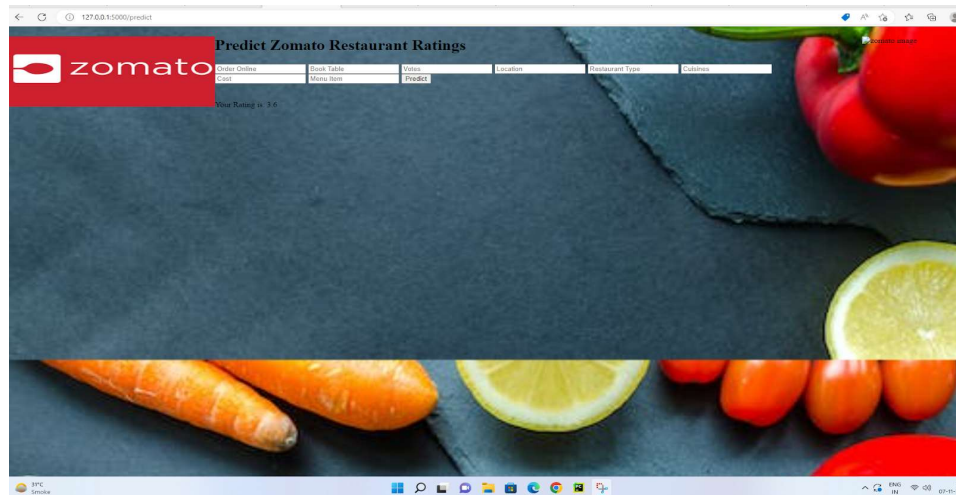 127.0.0.1:5000/predict
zomato
Predict Zomato Restaurant Ratings
Order Online Book Table Votes Location Restaurant Type Cuisines
Cost Menu Item Predict
Your Rating is 3.6
zomato image
31°C
Smoke
ENG
IN